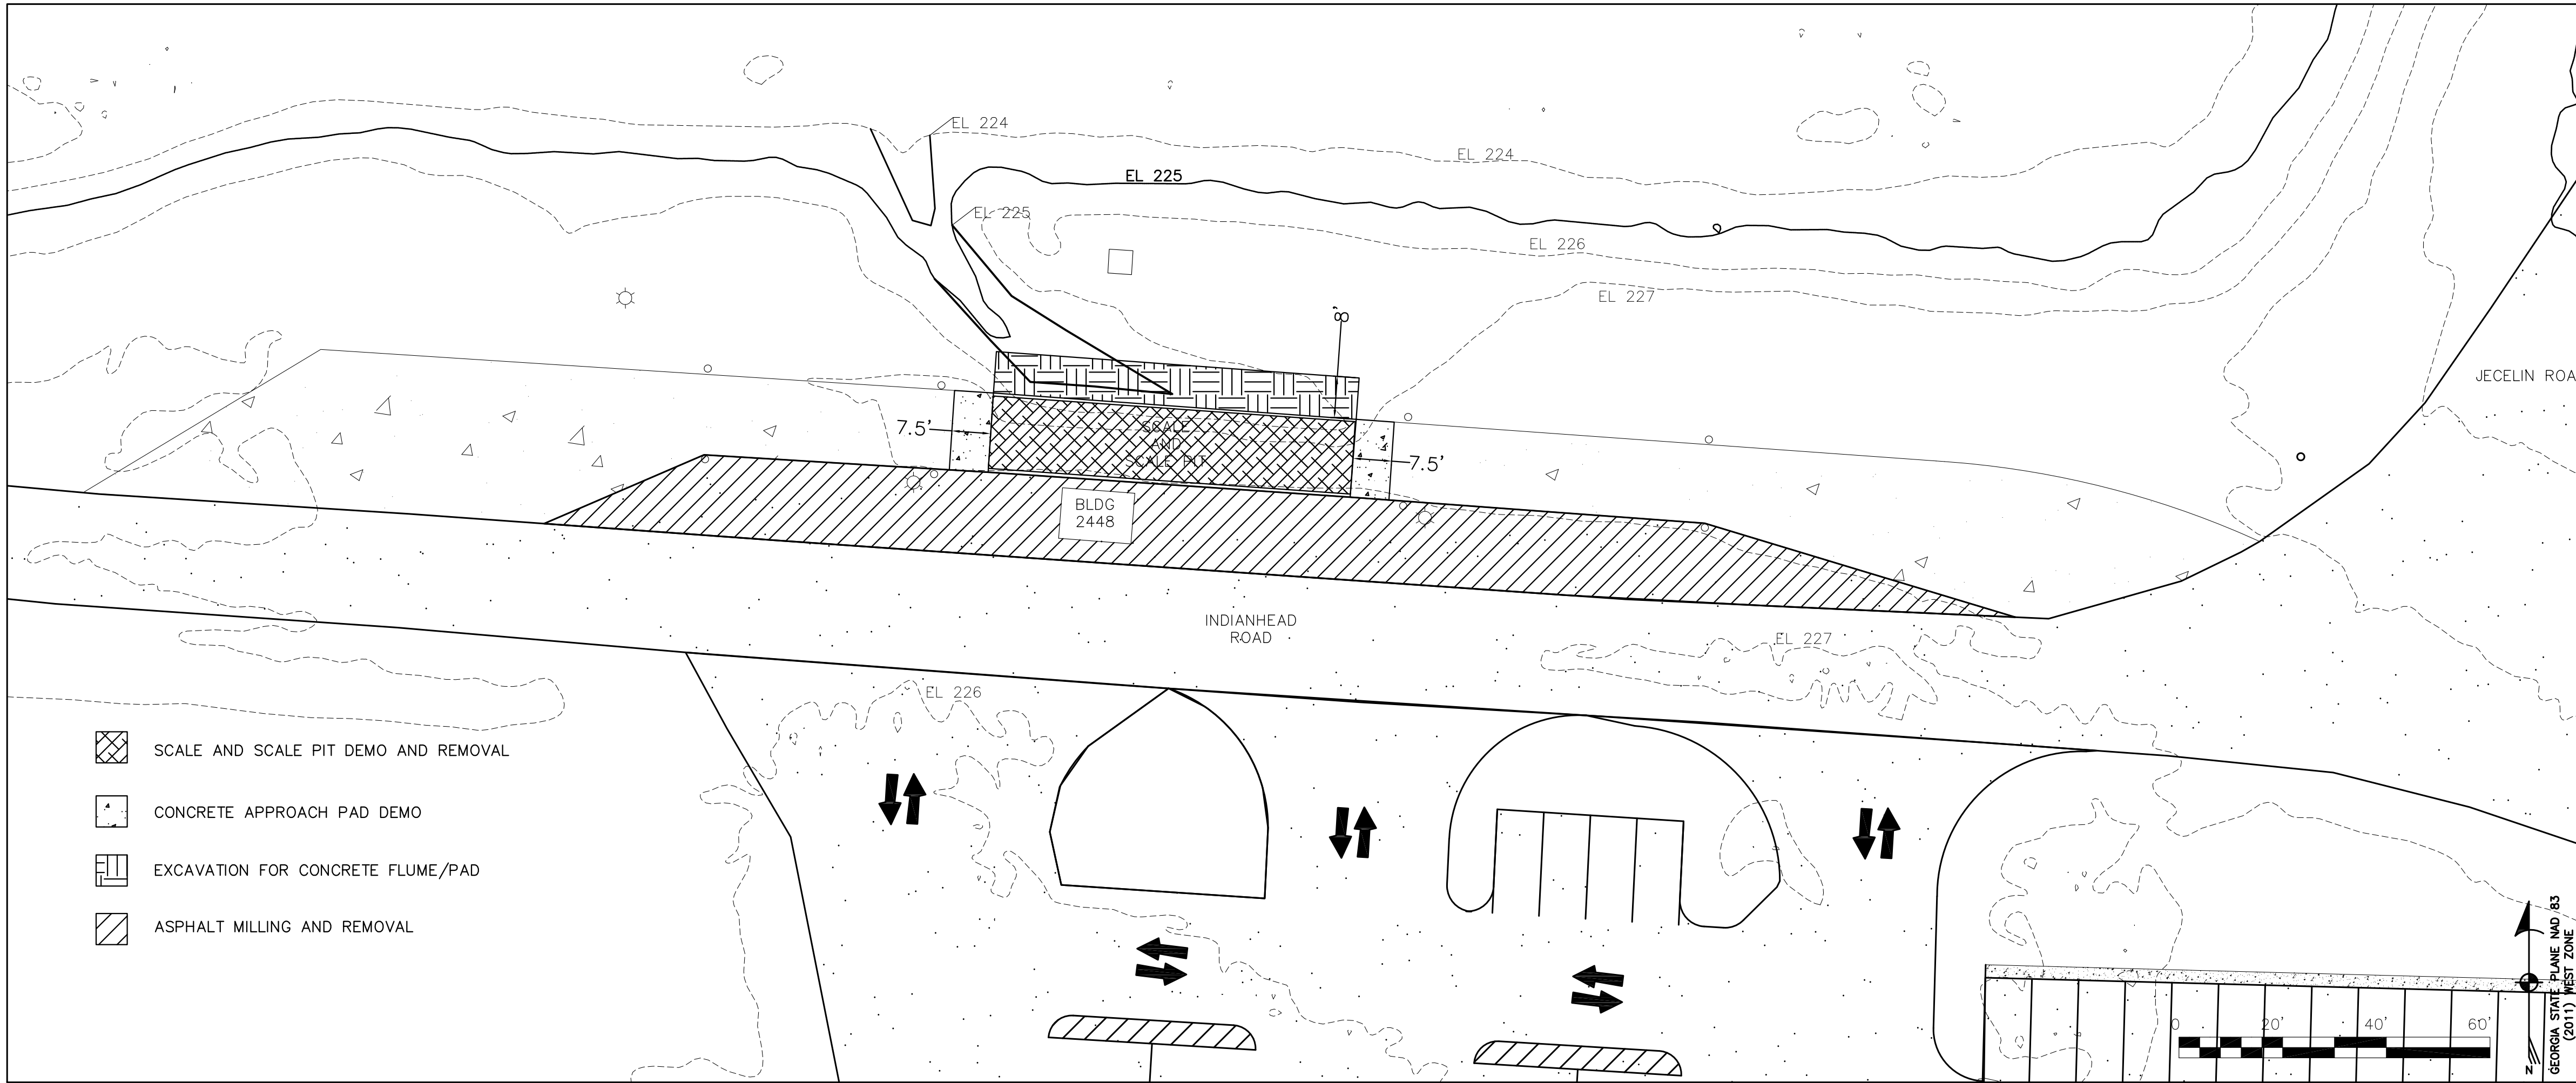 EL 224
EL 224
EL 225
EL 225
EL 226
EL 227
8'
JECELIN ROA
7.5'
SCALE
AND
SCALE PIT
7.5'
BLDG
2448
INDIANHEAD
ROAD
EL 227
EL 226
SCALE AND SCALE PIT DEMO AND REMOVAL
CONCRETE APPROACH PAD DEMO
EXCAVATION FOR CONCRETE FLUME/PAD
ASPHALT MILLING AND REMOVAL
0 20' 40' 60'
N
GEORGIA STATE PLANE NAD 83
(2011) WEST ZONE